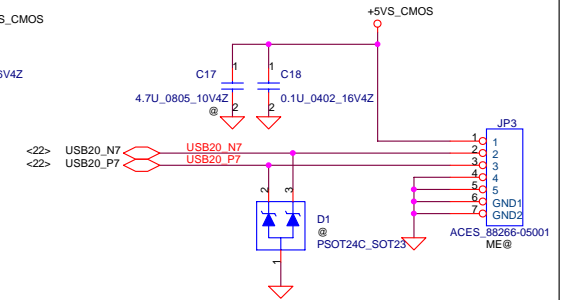 +5VS_CMOS
S_CMOS
6V4Z
1
C17
4.7U_0805_10V4Z
@
2
1
C18
0.1U_0402_16V4Z
2
JP3
1 1
2 2
3 3
4 4
5 5
6 GND1
7 GND2
ACES_88266-05001
ME@
<22> USB20_N7 USB20_N7
<22> USB20_P7 USB20_P7
2 3
D1
@
PSOT24C_SOT23
1